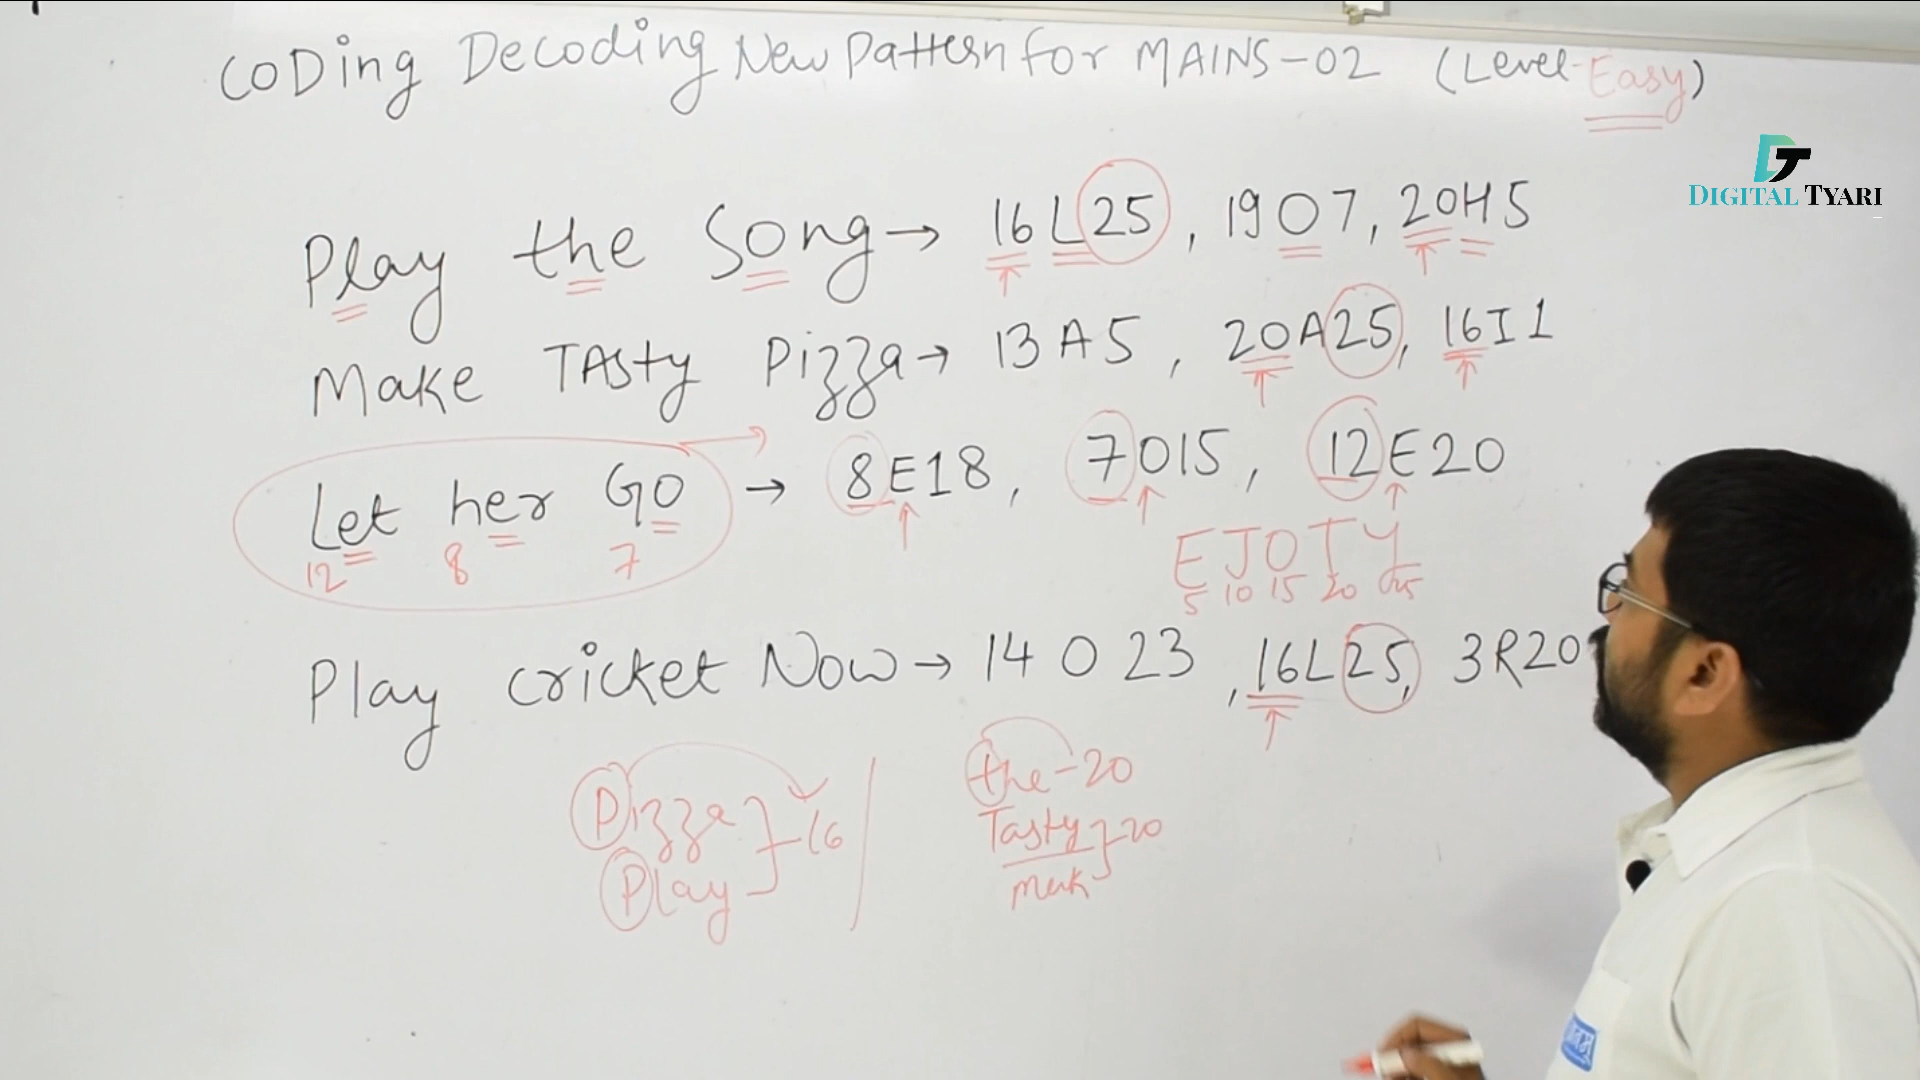 CODing Decoding New Pattern for MAINS-02 (Level-Easy)
DT
DIGITAL TYARI
Play the Song → 16L25, 19O7, 20H5
Make TAsty Pizza → 13A5, 20A25, 16I1
Let her GO → 8E18, 7O15, 12E20
12 8 7
EJOTY
5 10 15 20 25
Play cricket Now → 14O23, 16L25, 3R20
Pizza
Play
16
the-20
Tasty
20